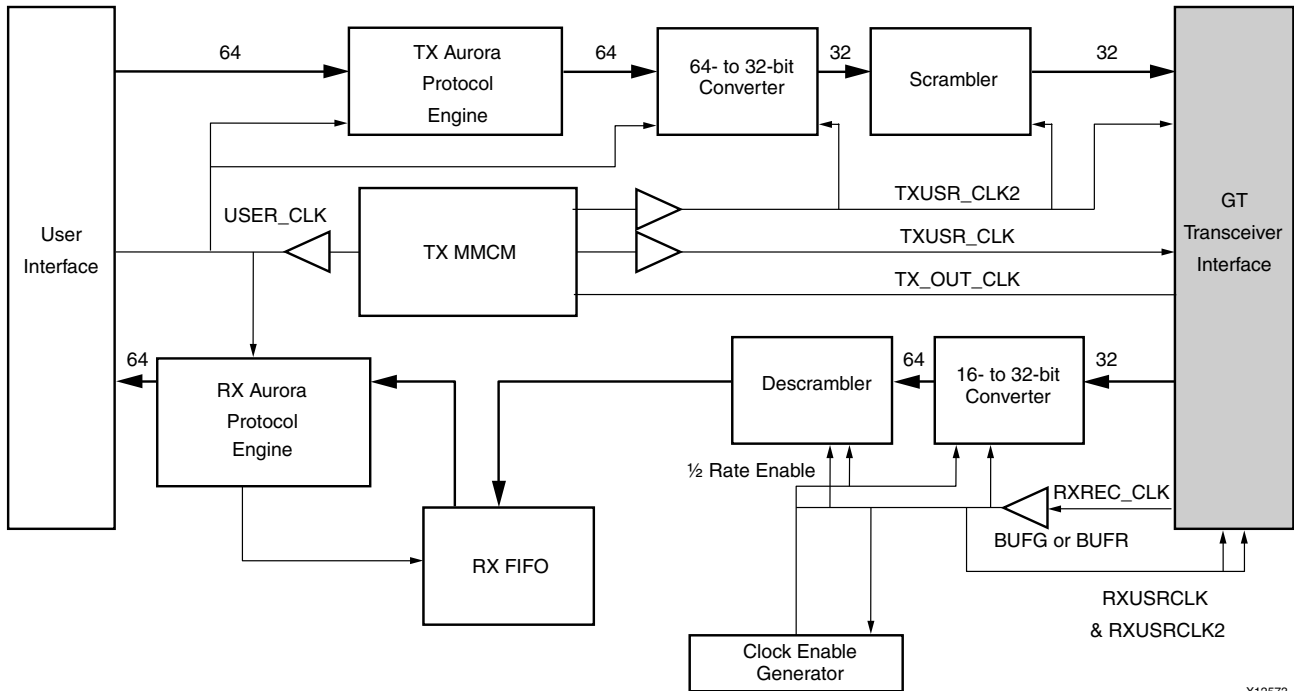 User
Interface
64
TX Aurora
Protocol
Engine
64
64- to 32-bit
Converter
32
Scrambler
32
GT
Transceiver
Interface
USER_CLK
TX MMCM
TXUSR_CLK2
TXUSR_CLK
TX_OUT_CLK
64
RX Aurora
Protocol
Engine
RX FIFO
Descrambler
64
16- to 32-bit
Converter
32
½ Rate Enable
RXREC_CLK
BUFG or BUFR
RXUSRCLK
& RXUSRCLK2
Clock Enable
Generator